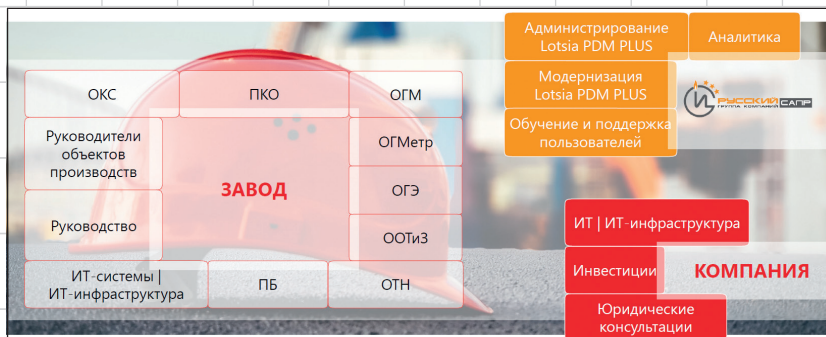 Администрирование
Lotsia PDM PLUS
Аналитика
Модернизация
Lotsia PDM PLUS
РУССКИЙ САПР
ГРУППА КОМПАНИЙ
Обучение и поддержка
пользователей
ОКС
ПКО
ОГМ
Руководители
объектов
производств
ОГМетр
ЗАВОД
ОГЭ
Руководство
ООТиЗ
ИТ-системы |
ИТ-инфраструктура
ПБ
ОТН
ИТ | ИТ-инфраструктура
Инвестиции
КОМПАНИЯ
Юридические
консультации